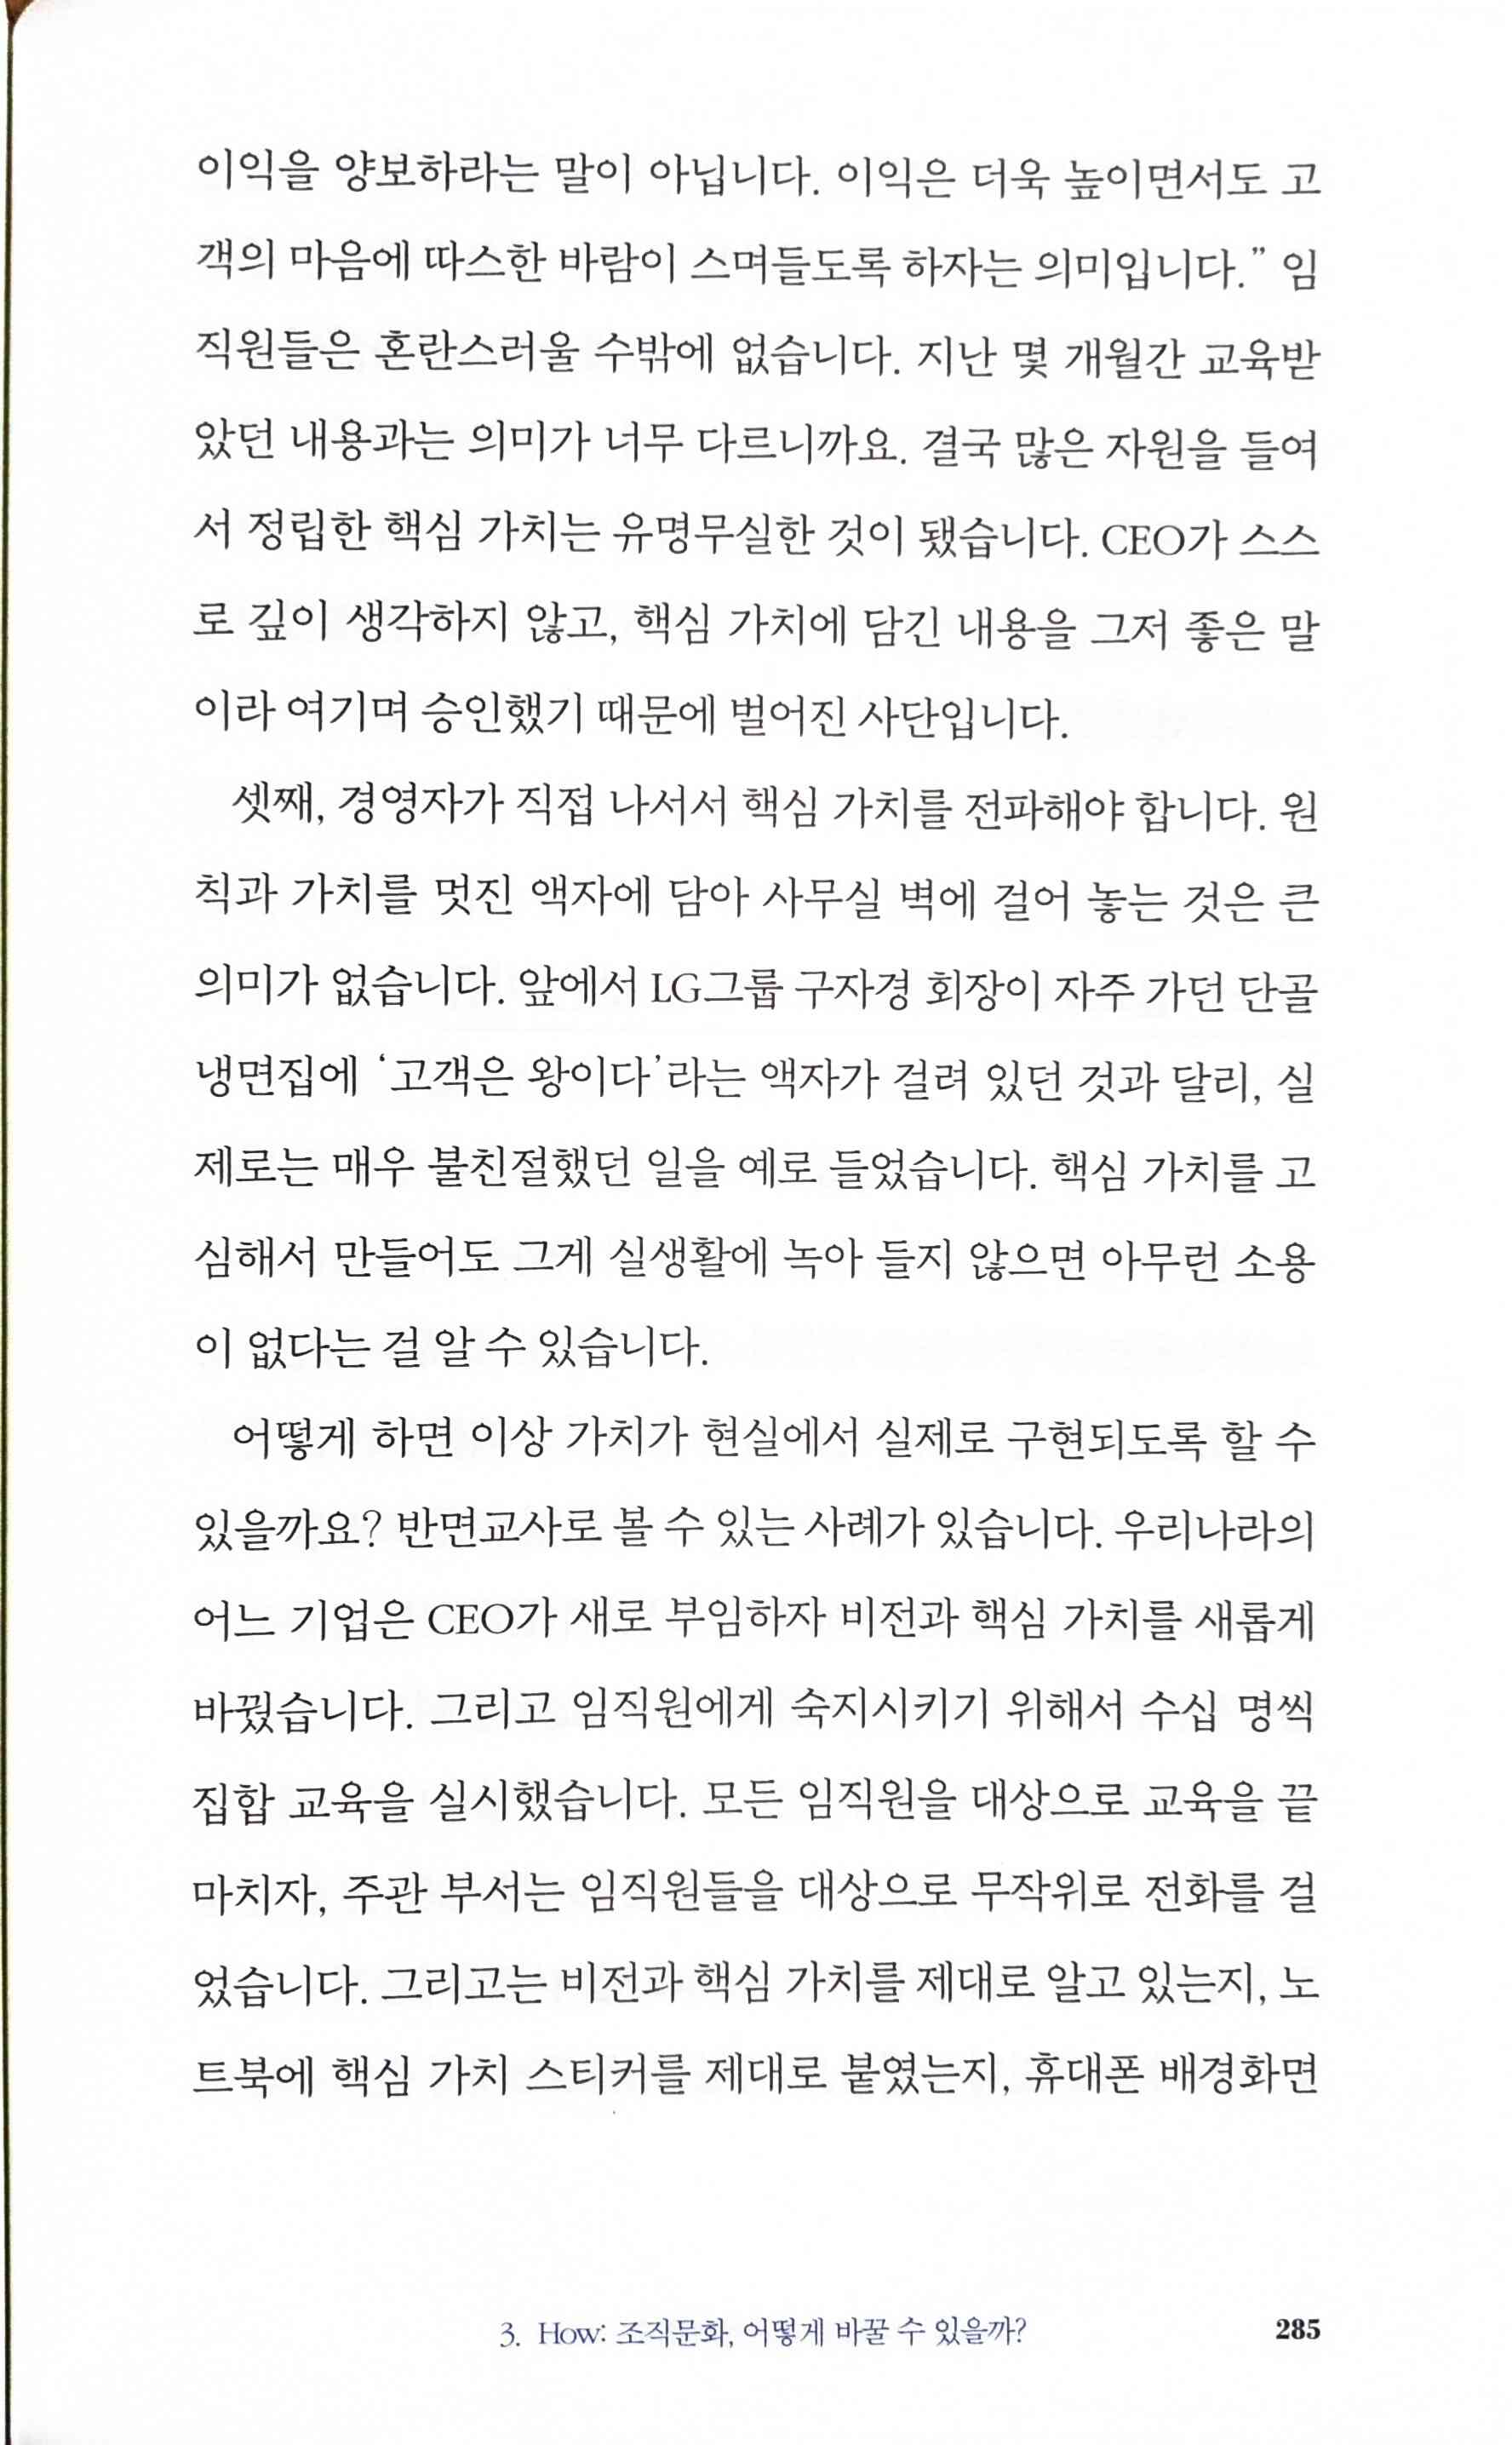 이익을 양보하라는 말이 아닙니다. 이익은 더욱 높이면서도 고
객의 마음에 따스한 바람이 스며들도록 하자는 의미입니다.” 임
직원들은 혼란스러울 수밖에 없습니다. 지난 몇 개월간 교육받
았던 내용과는 의미가 너무 다르니까요. 결국 많은 자원을 들여
서 정립한 핵심 가치는 유명무실한 것이 됐습니다. CEO가 스스
로 깊이 생각하지 않고, 핵심 가치에 담긴 내용을 그저 좋은 말
이라 여기며 승인했기 때문에 벌어진 사단입니다.
셋째, 경영자가 직접 나서서 핵심 가치를 전파해야 합니다. 원
칙과 가치를 멋진 액자에 담아 사무실 벽에 걸어 놓는 것은 큰
의미가 없습니다. 앞에서 LG그룹 구자경 회장이 자주 가던 단골
냉면집에 ‘고객은 왕이다’라는 액자가 걸려 있던 것과 달리, 실
제로는 매우 불친절했던 일을 예로 들었습니다. 핵심 가치를 고
심해서 만들어도 그게 실생활에 녹아 들지 않으면 아무런 소용
이 없다는 걸 알 수 있습니다.
어떻게 하면 이상 가치가 현실에서 실제로 구현되도록 할 수
있을까요? 반면교사로 볼 수 있는 사례가 있습니다. 우리나라의
어느 기업은 CEO가 새로 부임하자 비전과 핵심 가치를 새롭게
바꿨습니다. 그리고 임직원에게 숙지시키기 위해서 수십 명씩
집합 교육을 실시했습니다. 모든 임직원을 대상으로 교육을 끝
마치자, 주관 부서는 임직원들을 대상으로 무작위로 전화를 걸
었습니다. 그리고는 비전과 핵심 가치를 제대로 알고 있는지, 노
트북에 핵심 가치 스티커를 제대로 붙였는지, 휴대폰 배경화면
3. How: 조직문화, 어떻게 바꿀 수 있을까? 285